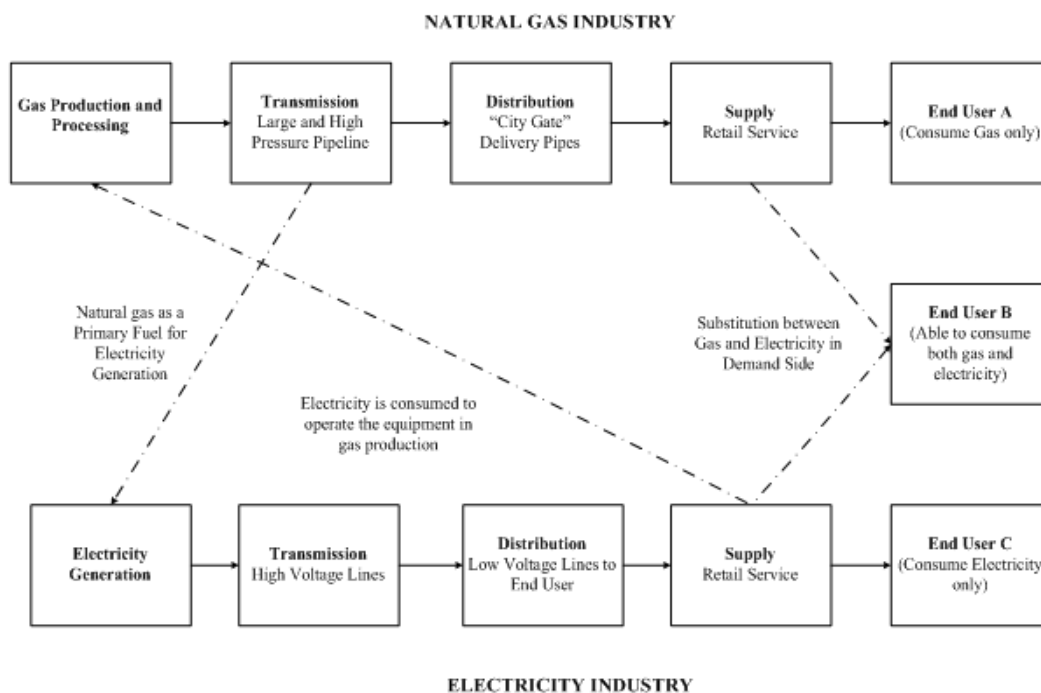 NATURAL GAS INDUSTRY
Gas Production and
Processing
Transmission
Large and High
Pressure Pipeline
Distribution
“City Gate”
Delivery Pipes
Supply
Retail Service
End User A
(Consume Gas only)
Natural gas as a
Primary Fuel for
Electricity
Generation
Substitution between
Gas and Electricity in
Demand Side
End User B
(Able to consume
both gas and
electricity)
Electricity is consumed to
operate the equipment in
gas production
Electricity
Generation
Transmission
High Voltage Lines
Distribution
Low Voltage Lines to
End User
Supply
Retail Service
End User C
(Consume Electricity
only)
ELECTRICITY INDUSTRY